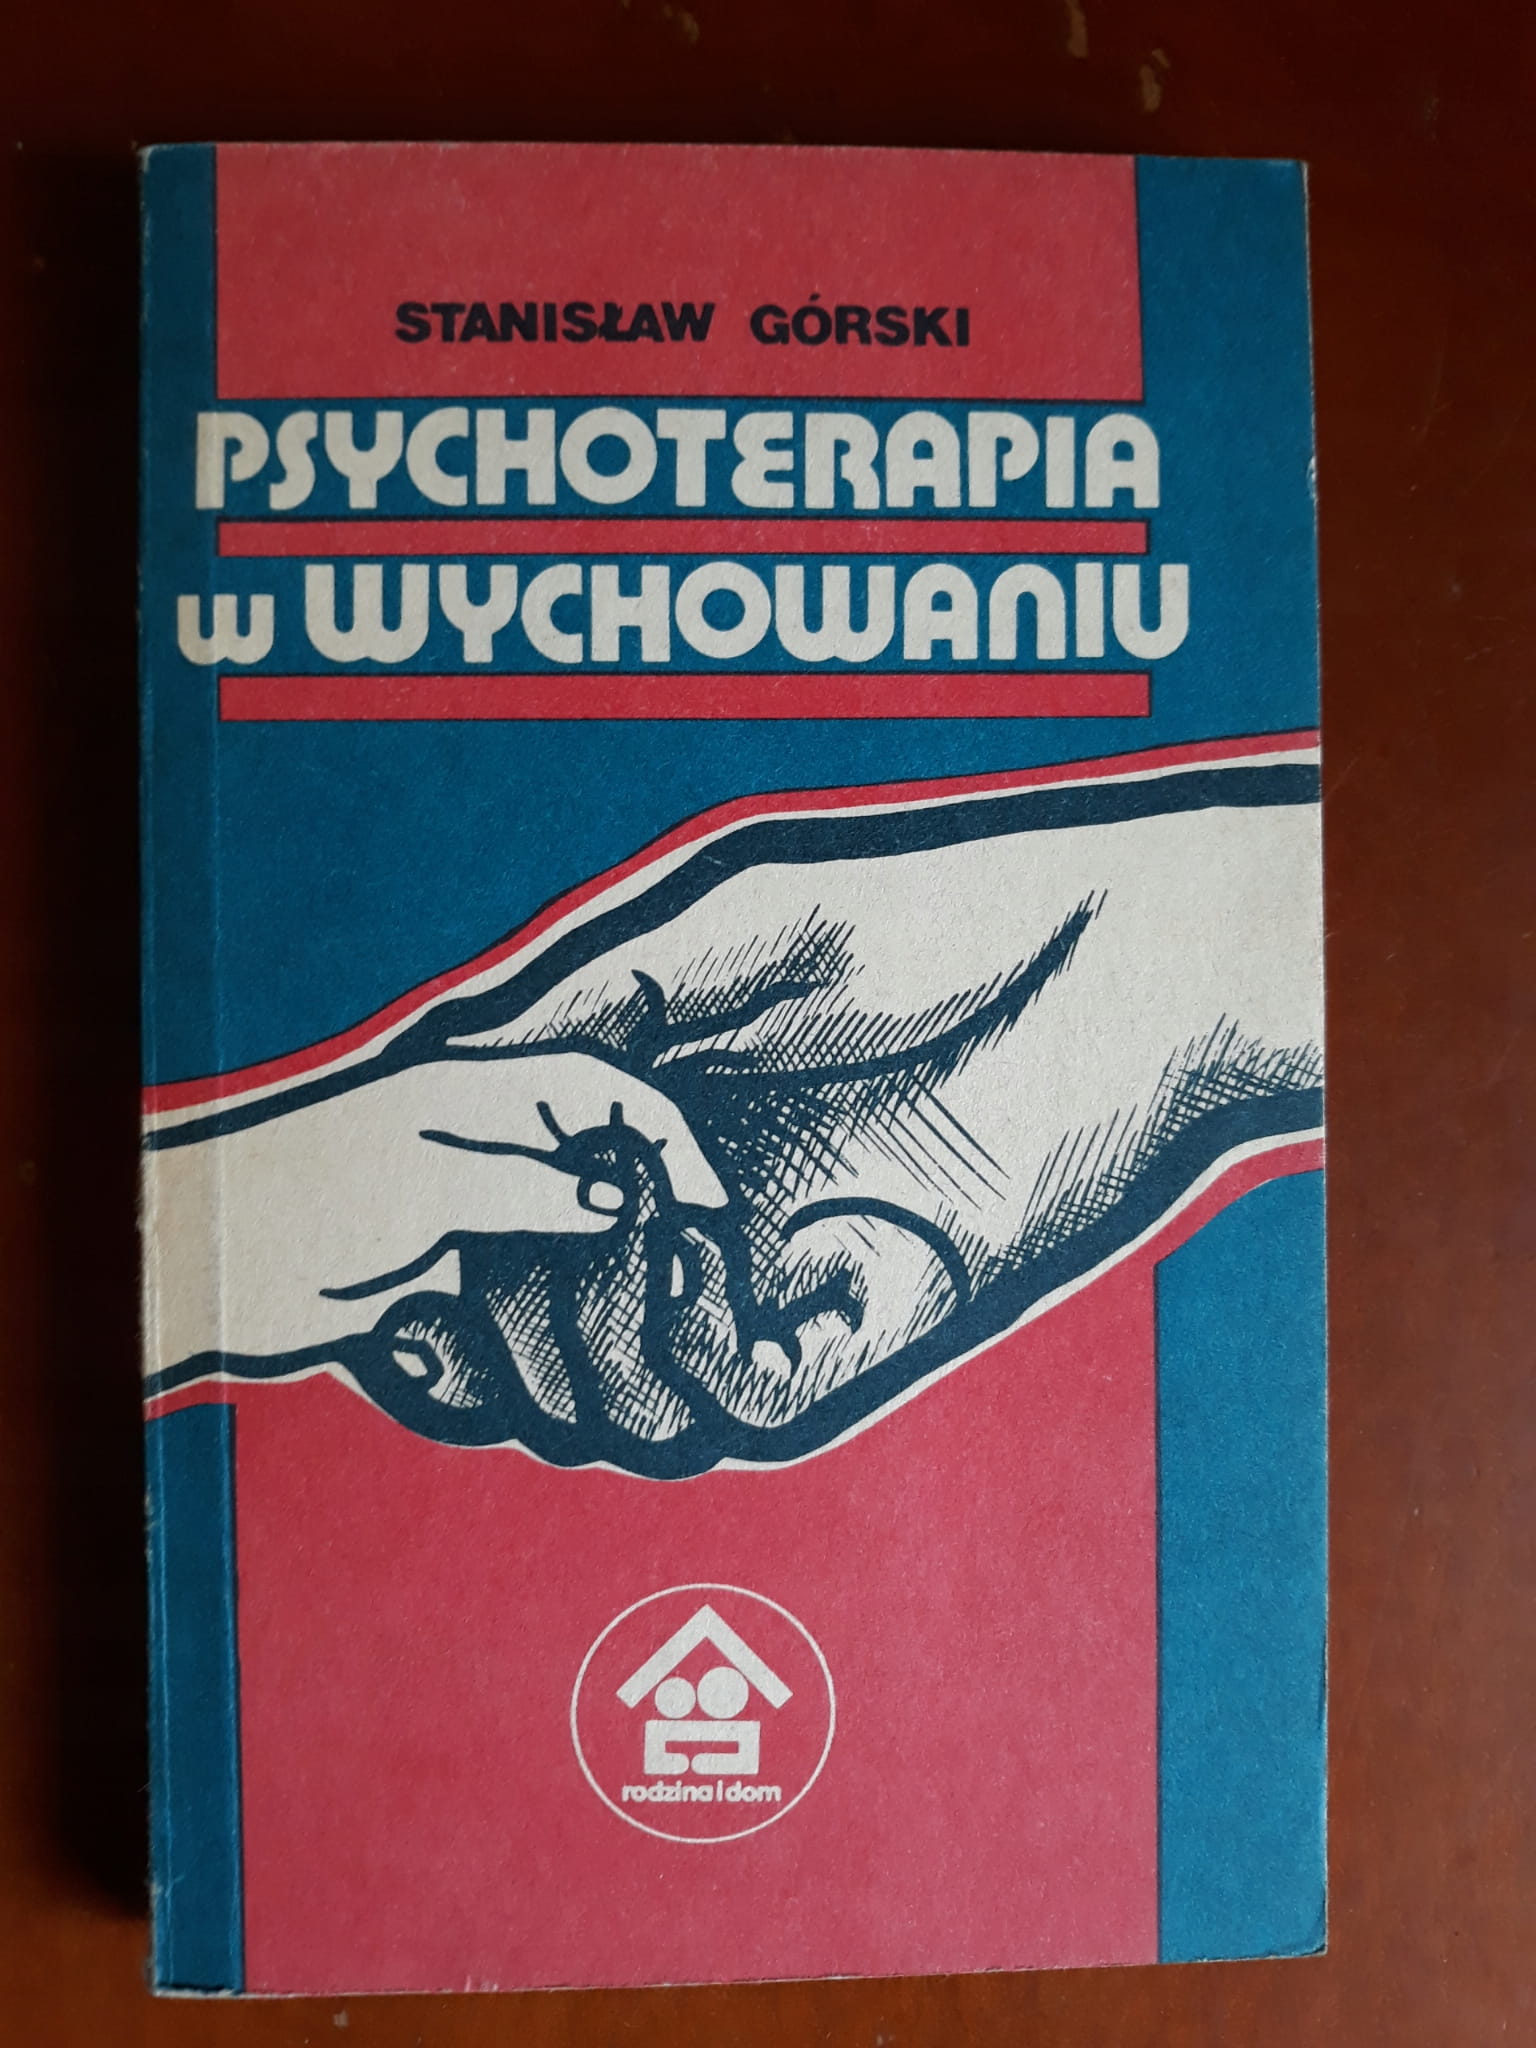 STANISŁAW GÓRSKI
PSYCHOTERAPIA
W WYCHOWANIU
rodzina i dom